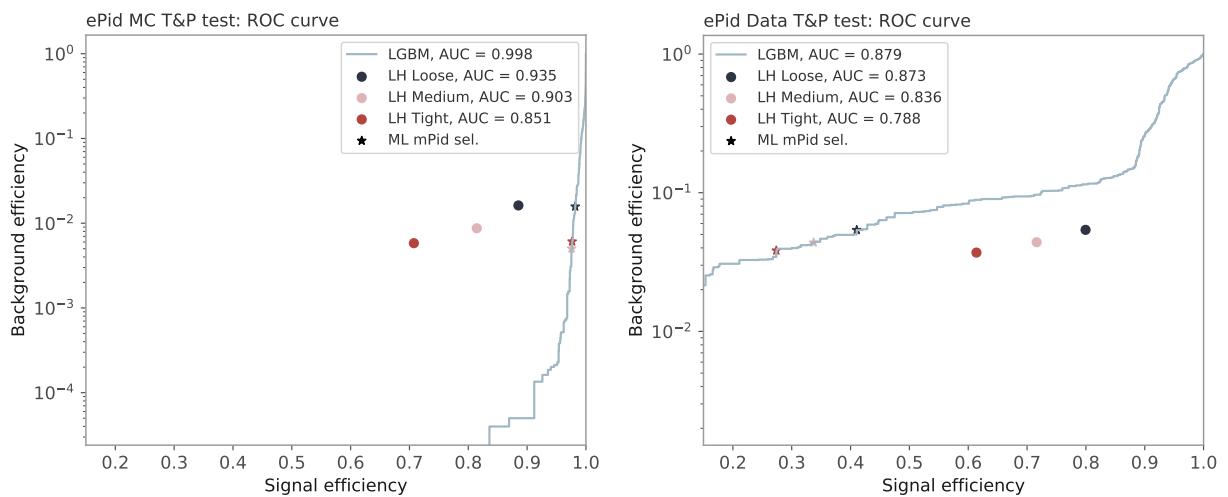 ePid MC T&P test: ROC curve
LGBM, AUC = 0.998
LH Loose, AUC = 0.935
LH Medium, AUC = 0.903
LH Tight, AUC = 0.851
ML mPid sel.
10⁰
10⁻¹
10⁻²
10⁻³
10⁻⁴
Background efficiency
0.2 0.3 0.4 0.5 0.6 0.7 0.8 0.9 1.0
Signal efficiency
ePid Data T&P test: ROC curve
LGBM, AUC = 0.879
LH Loose, AUC = 0.873
LH Medium, AUC = 0.836
LH Tight, AUC = 0.788
ML mPid sel.
10⁰
10⁻¹
10⁻²
Background efficiency
0.2 0.3 0.4 0.5 0.6 0.7 0.8 0.9 1.0
Signal efficiency